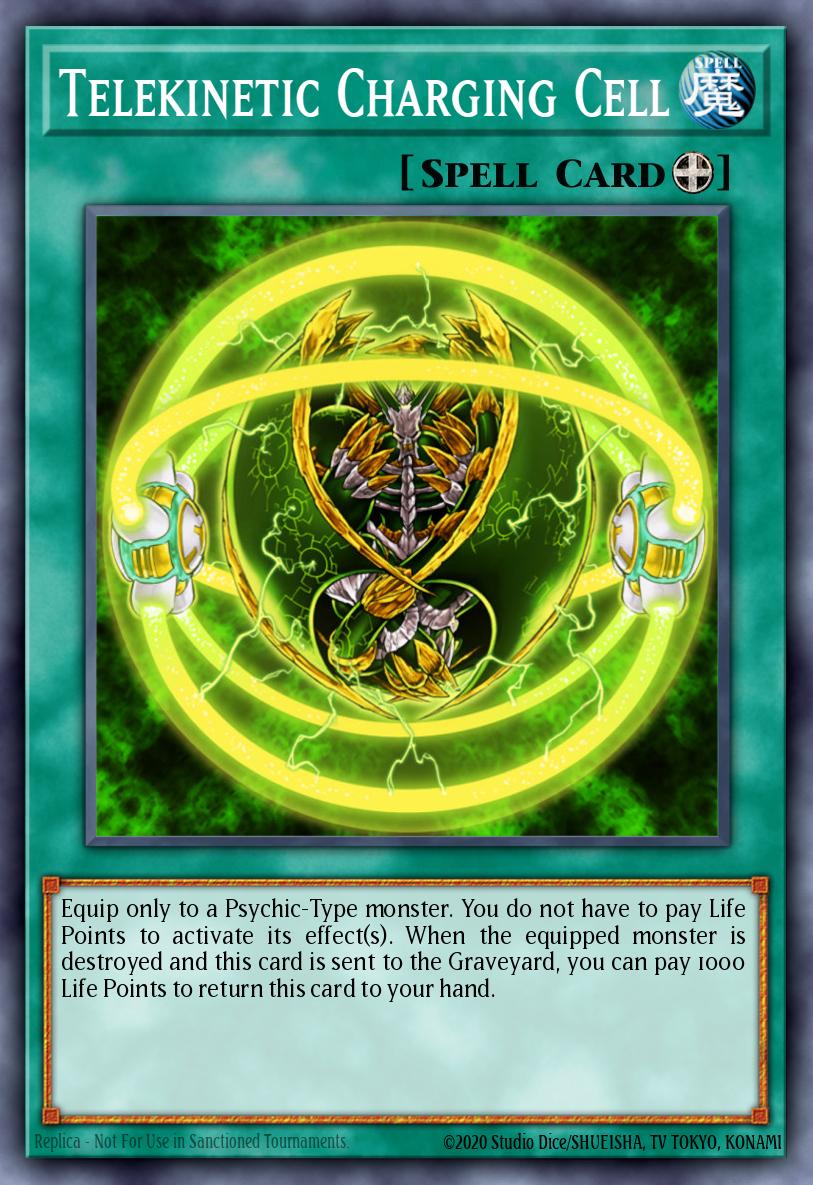 TELEKINETIC CHARGING CELL
SPELL
魔
[SPELL CARD]
Equip only to a Psychic-Type monster. You do not have to pay Life
Points to activate its effect(s). When the equipped monster is
destroyed and this card is sent to the Graveyard, you can pay 1000
Life Points to return this card to your hand.
Replica - Not For Use in Sanctioned Tournaments.
©2020 Studio Dice/SHUEISHA, TV TOKYO, KONAMI